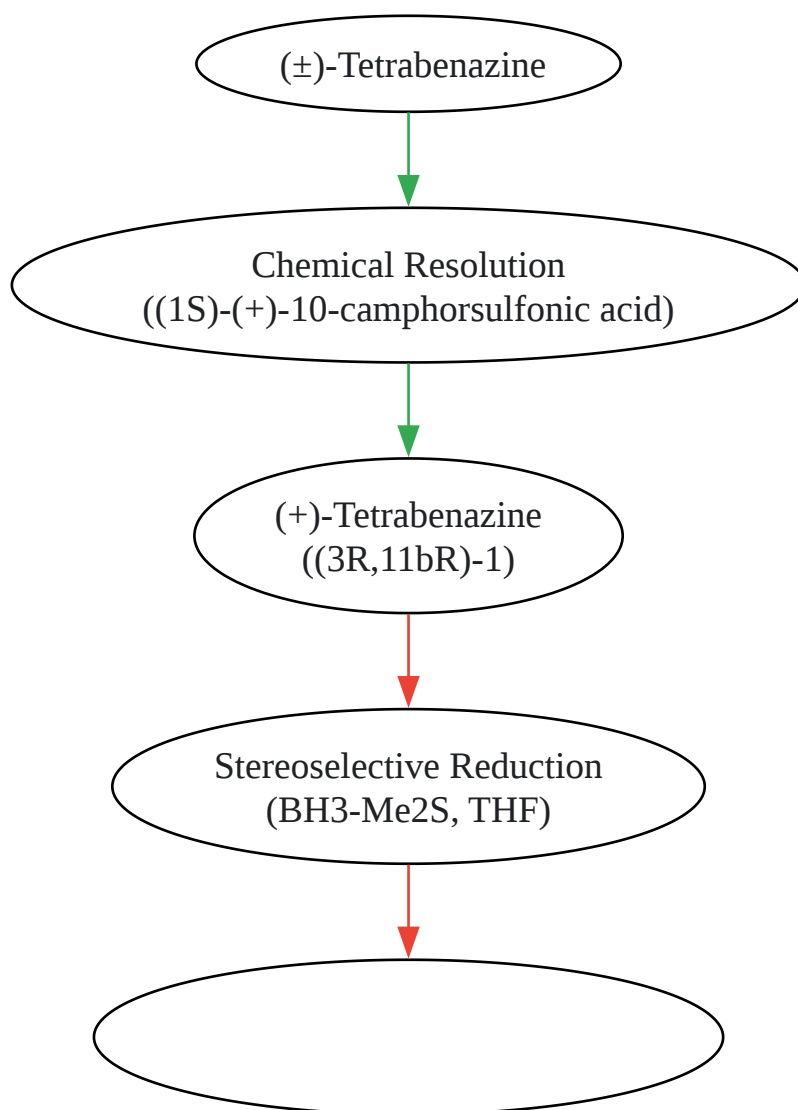 (±)-Tetrabenazine
Chemical Resolution
((1S)-(+)-10-camphorsulfonic acid)
(+)-Tetrabenazine
((3R,11bR)-1)
Stereoselective Reduction
(BH3-Me2S, THF)